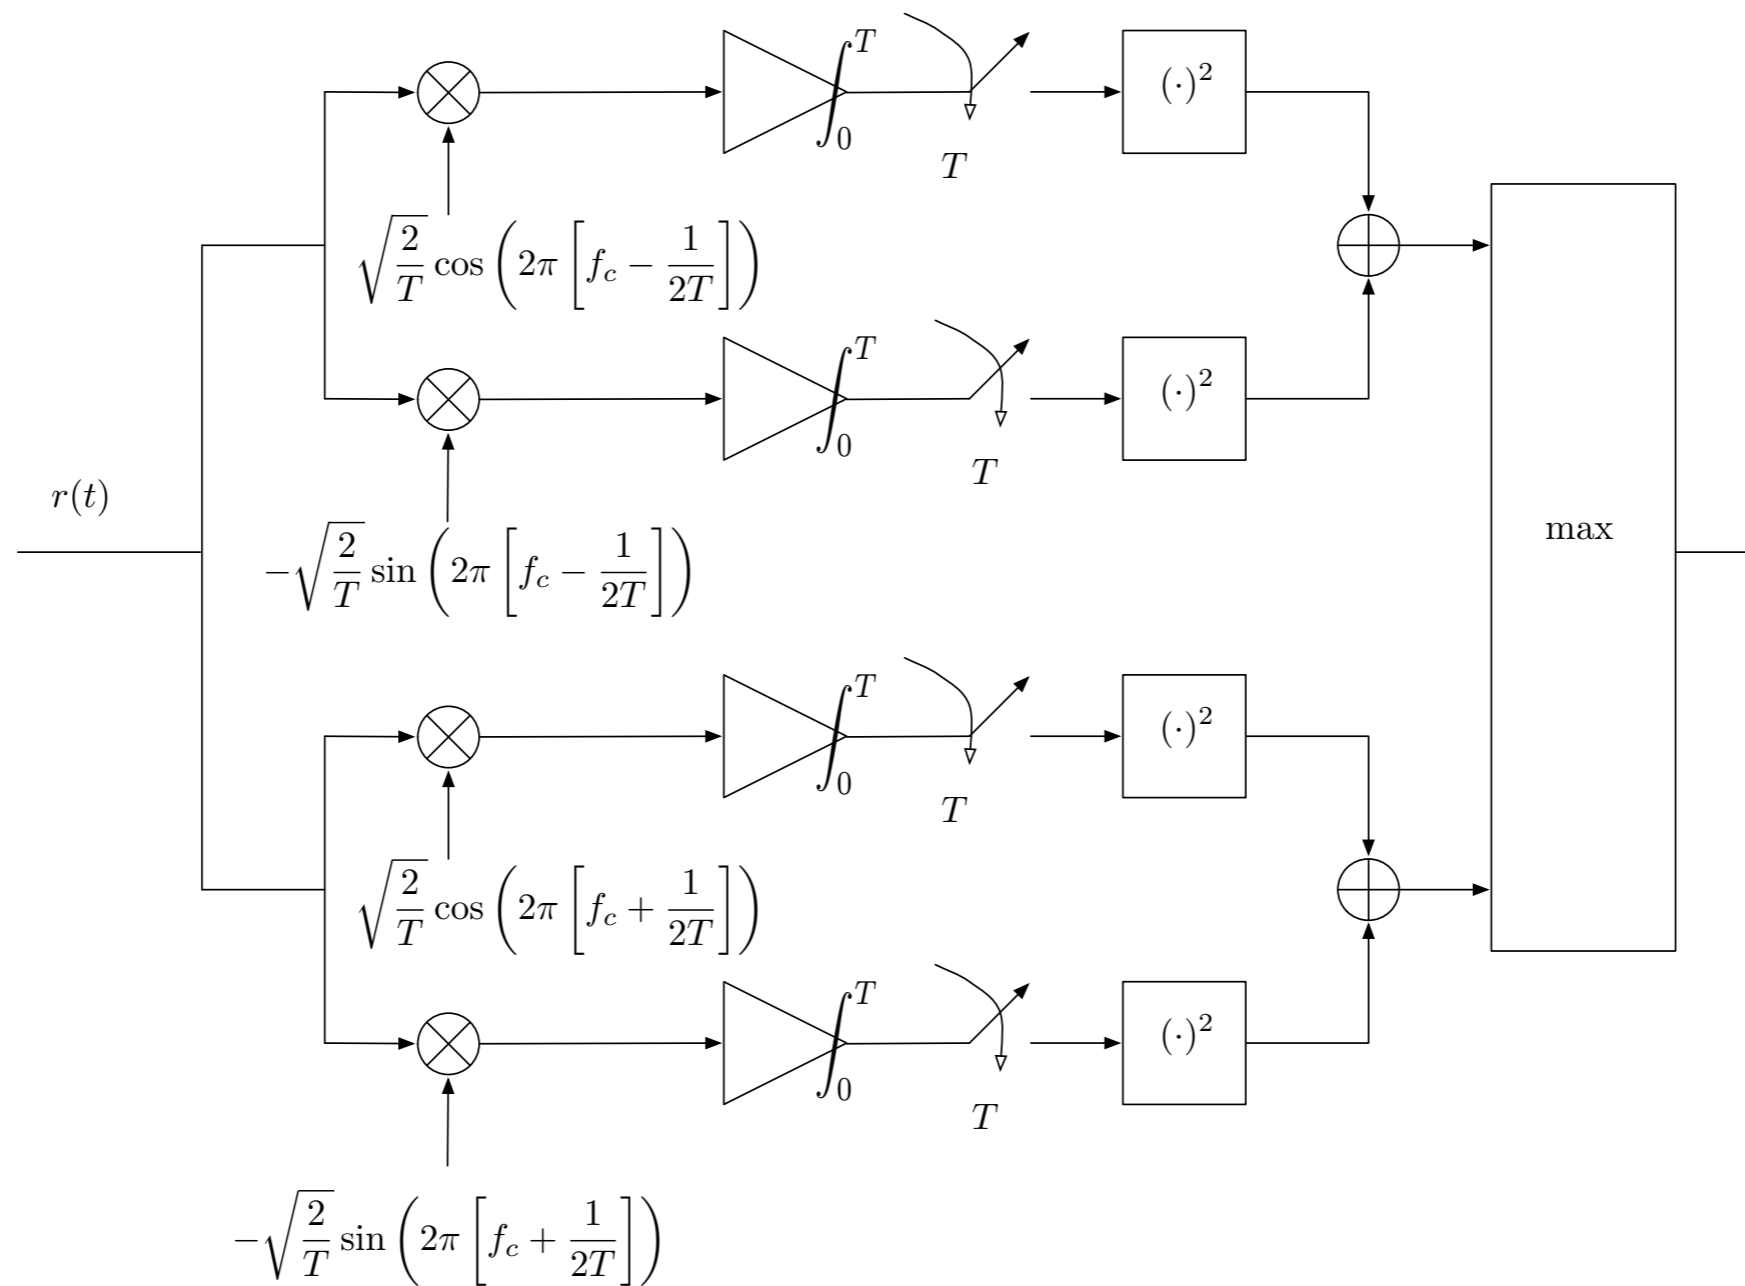 ∫₀ᵀ
T
(·)²
√(2/T) cos(2π[f_c − 1/(2T)])
∫₀ᵀ
T
(·)²
r(t)
max
−√(2/T) sin(2π[f_c − 1/(2T)])
∫₀ᵀ
T
(·)²
√(2/T) cos(2π[f_c + 1/(2T)])
∫₀ᵀ
T
(·)²
−√(2/T) sin(2π[f_c + 1/(2T)])